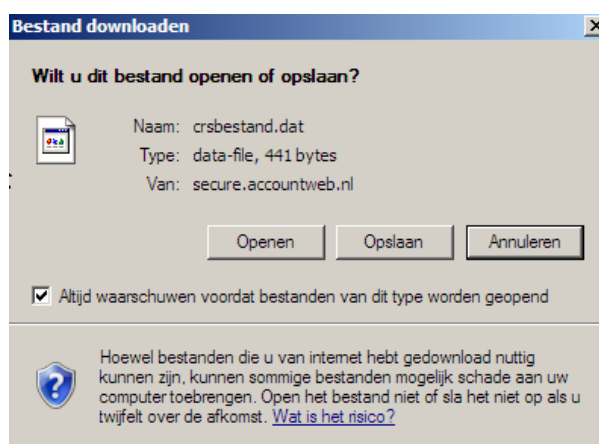 Bestand downloaden
Wilt u dit bestand openen of opslaan?
Naam: crsbestand.dat
Type: data-file, 441 bytes
Van: secure.accountweb.nl
Openen Opslaan Annuleren
Altijd waarschuwen voordat bestanden van dit type worden geopend
Hoewel bestanden die u van internet hebt gedownload nuttig
kunnen zijn, kunnen sommige bestanden mogelijk schade aan uw
computer toebrengen. Open het bestand niet of sla het niet op als u
twijfelt over de afkomst. Wat is het risico?